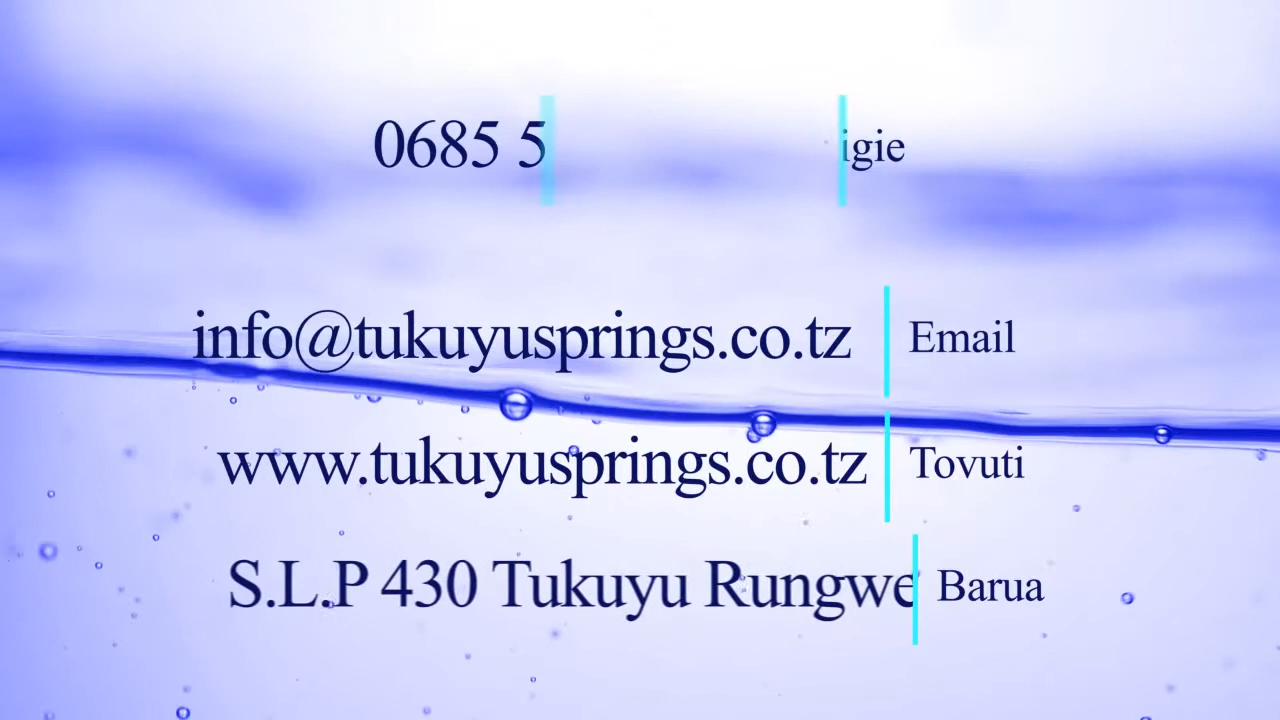 0685 5 igie
info@tukuyusprings.co.tz Email
www.tukuyusprings.co.tz Tovuti
S.L.P 430 Tukuyu Rungwe Barua